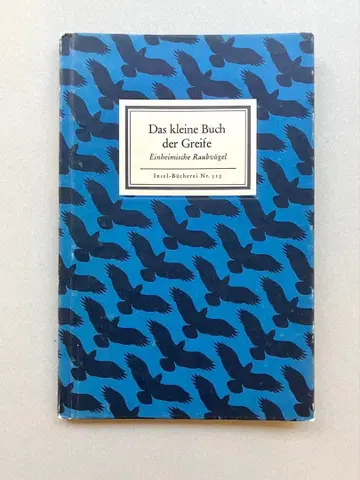 Das kleine Buch
der Greife
Einheimische Raubvögel
Insel-Bücherei Nr. 515